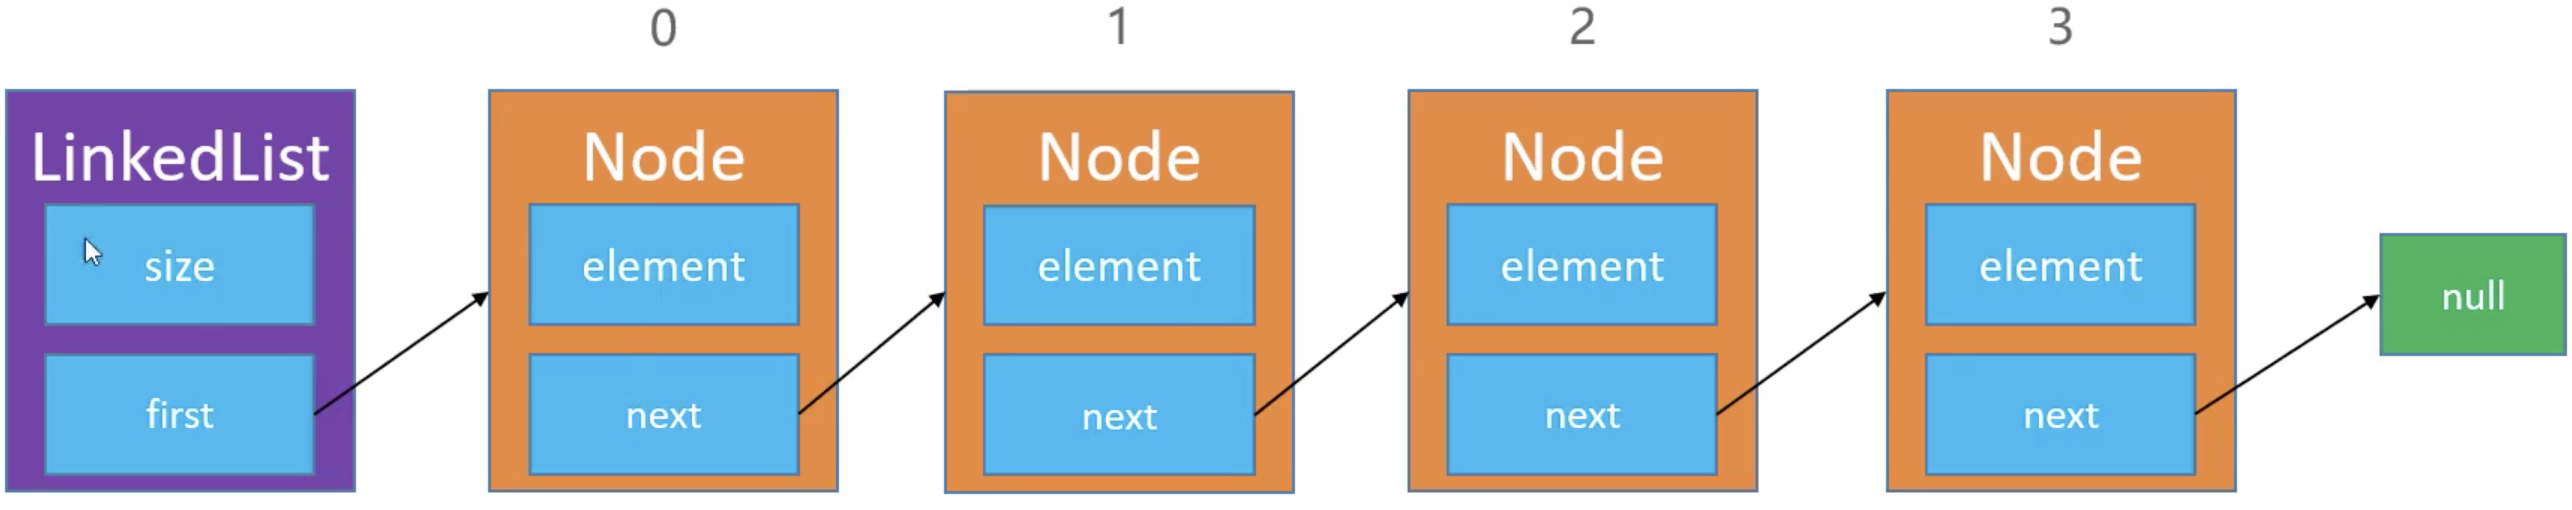 0 1 2 3
LinkedList Node Node Node Node
size element element element element null
first next next next next